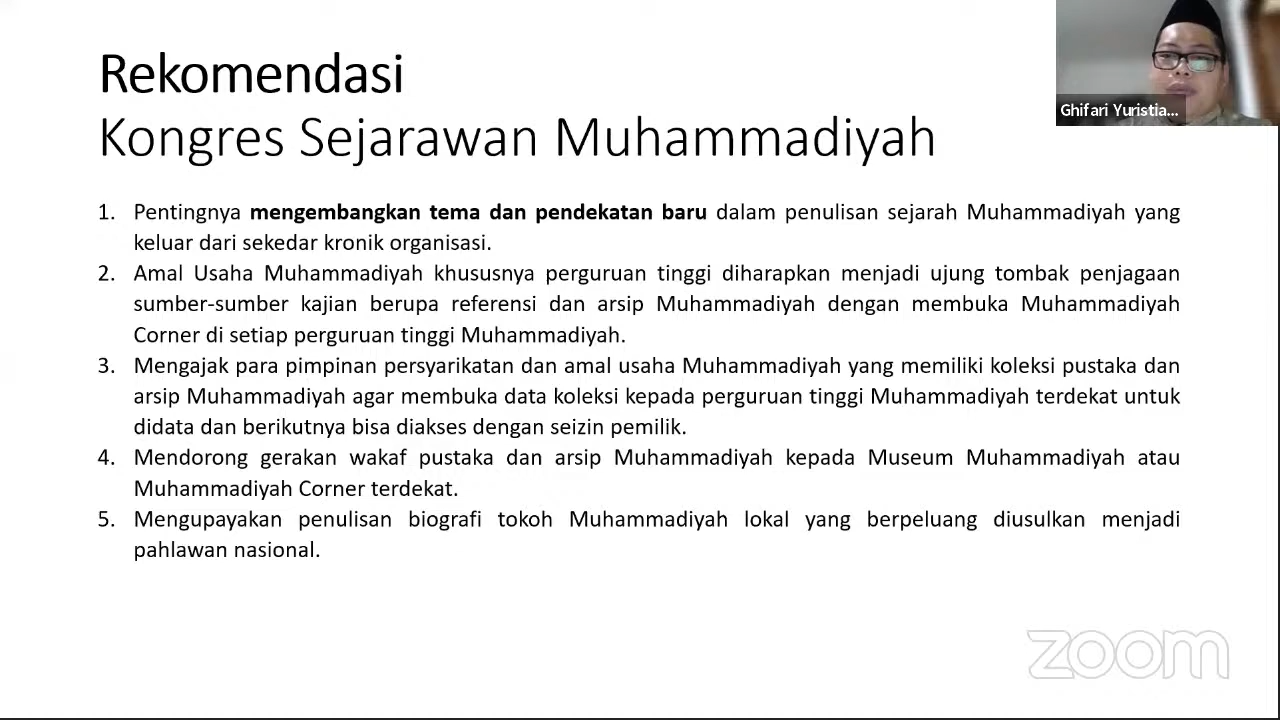 Rekomendasi
Kongres Sejarawan Muhammadiyah
Ghifari Yuristia...
1. Pentingnya mengembangkan tema dan pendekatan baru dalam penulisan sejarah Muhammadiyah yang
keluar dari sekedar kronik organisasi.
2. Amal Usaha Muhammadiyah khususnya perguruan tinggi diharapkan menjadi ujung tombak penjagaan
sumber-sumber kajian berupa referensi dan arsip Muhammadiyah dengan membuka Muhammadiyah
Corner di setiap perguruan tinggi Muhammadiyah.
3. Mengajak para pimpinan persyarikatan dan amal usaha Muhammadiyah yang memiliki koleksi pustaka dan
arsip Muhammadiyah agar membuka data koleksi kepada perguruan tinggi Muhammadiyah terdekat untuk
didata dan berikutnya bisa diakses dengan seizin pemilik.
4. Mendorong gerakan wakaf pustaka dan arsip Muhammadiyah kepada Museum Muhammadiyah atau
Muhammadiyah Corner terdekat.
5. Mengupayakan penulisan biografi tokoh Muhammadiyah lokal yang berpeluang diusulkan menjadi
pahlawan nasional.
zoom